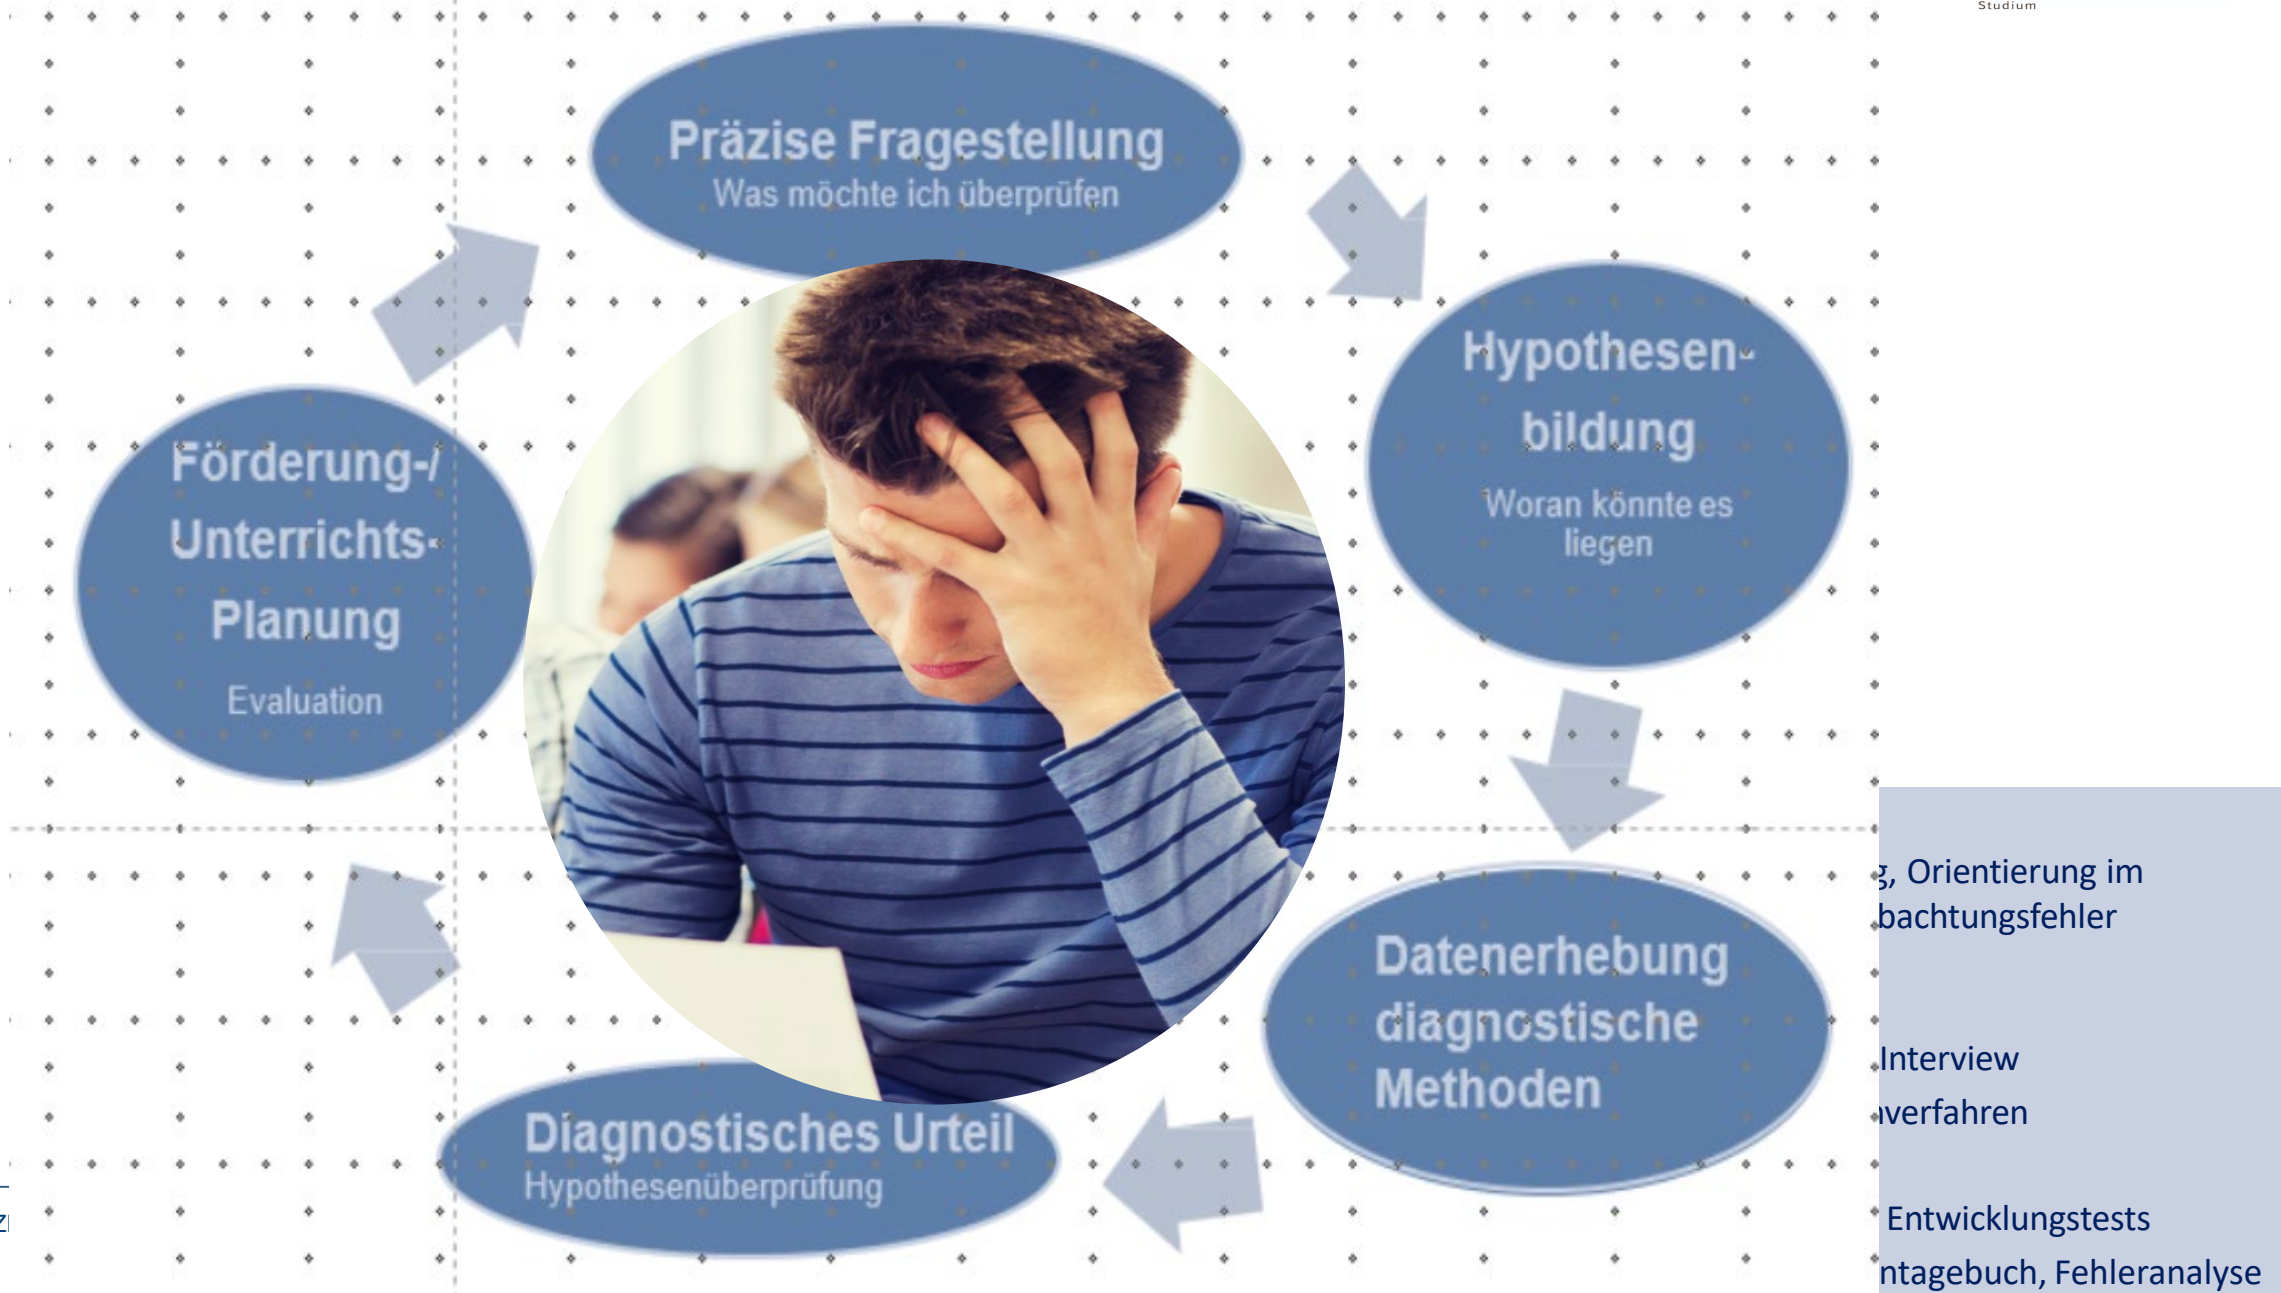 Studium
Präzise Fragestellung
Was möchte ich überprüfen
Hypothesen-
bildung
Woran könnte es
liegen
Förderung-/
Unterrichts-
Planung
Evaluation
Datenerhebung
diagnostische
Methoden
Diagnostisches Urteil
Hypothesenüberprüfung
, Orientierung im
bachtungsfehler
Interview
verfahren
Entwicklungstests
ntagebuch, Fehleranalyse